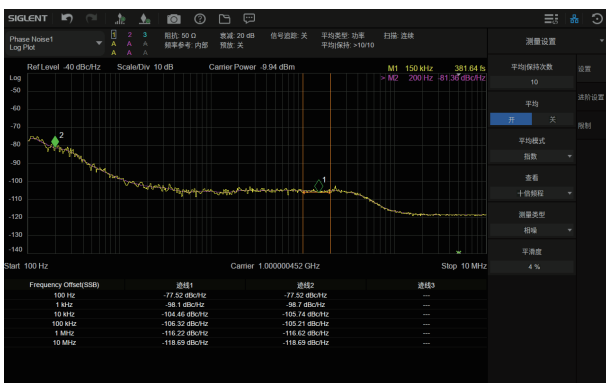 SIGLENT
Phase Noise1
Log Plot
1 2 3
A A A
A A A
阻抗: 50 Ω
频率参考: 内部
衰减: 20 dB
预放: 关
信号追踪: 关
平均类型: 功率
平均|保持: >10/10
扫描: 连续
测量设置
Ref Level -40 dBc/Hz Scale/Div 10 dB Carrier Power -9.94 dBm
M1 150 kHz 381.64 fs
> M2 200 Hz -81.36 dBc/Hz
Log
-50
-60
-70
-80
-90
-100
-110
-120
-130
-140
2
1
Start 100 Hz Carrier 1.000000452 GHz Stop 10 MHz
Frequency Offset(SSB) 迹线1 迹线2 迹线3
100 Hz -77.52 dBc/Hz -77.52 dBc/Hz ---
1 kHz -98.1 dBc/Hz -98.7 dBc/Hz ---
10 kHz -104.46 dBc/Hz -105.74 dBc/Hz ---
100 kHz -106.32 dBc/Hz -105.21 dBc/Hz ---
1 MHz -116.22 dBc/Hz -116.62 dBc/Hz ---
10 MHz -118.69 dBc/Hz -118.69 dBc/Hz ---
平均|保持次数
10
平均
开 关
平均模式
指数
查看
十倍频程
测量类型
相噪
平滑度
4 %
设置
进阶设置
限制